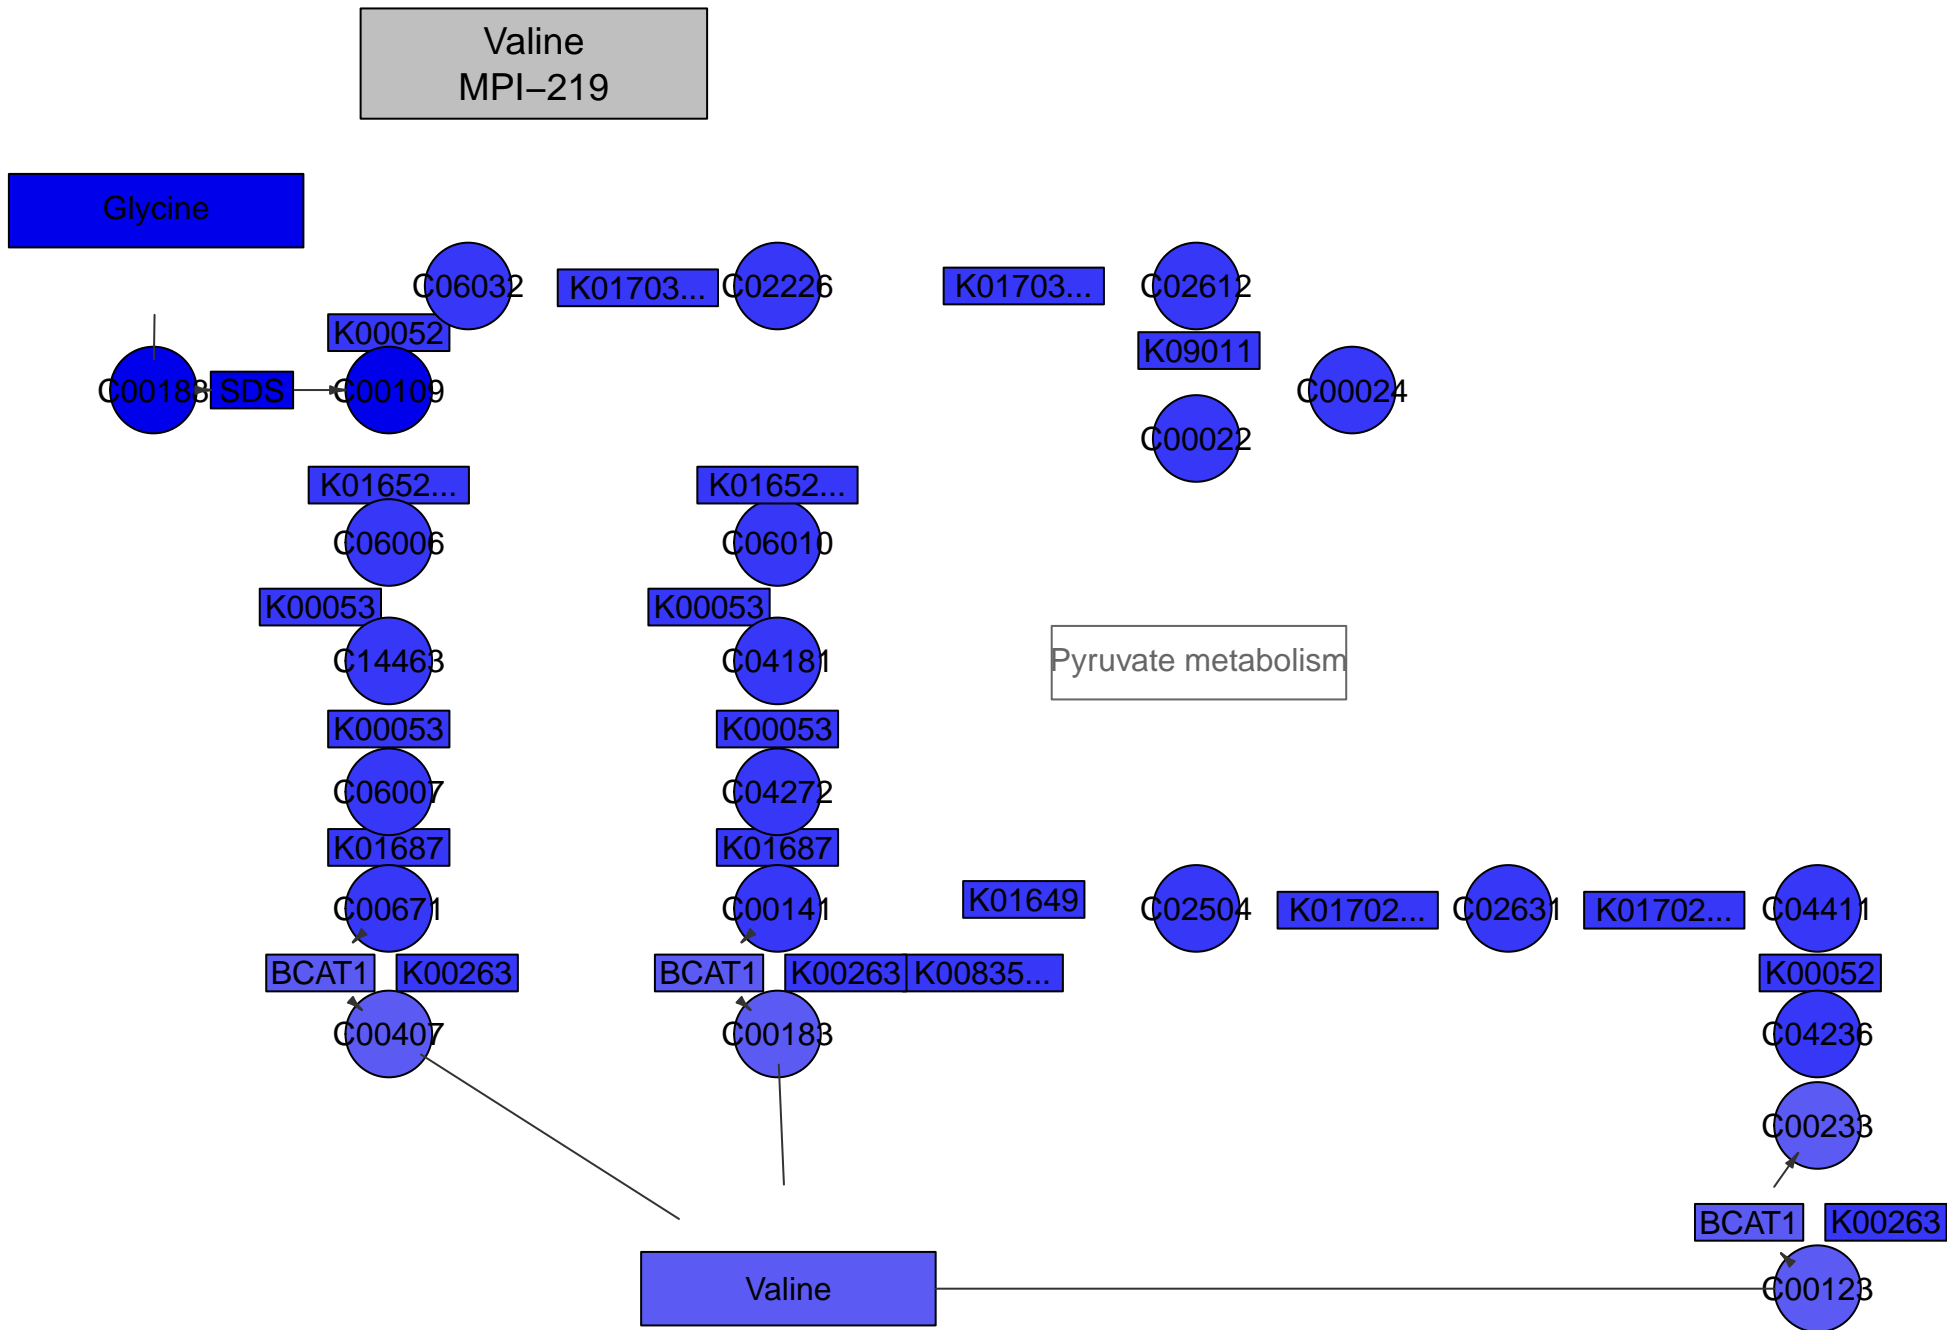 Valine
MPI−219
Glycine
C06032
K01703...
C02226
K01703...
C02612
K00052
K09011
C00188
SDS
C00109
C00024
C00022
K01652...
K01652...
C06006
C06010
K00053
K00053
C14463
C04181
Pyruvate metabolism
K00053
K00053
C06007
C04272
K01687
K01687
C00671
C00141
K01649
C02504
K01702...
C02631
K01702...
C04411
BCAT1
K00263
BCAT1
K00263
K00835...
K00052
C00407
C00183
C04236
C00233
BCAT1
K00263
Valine
C00123